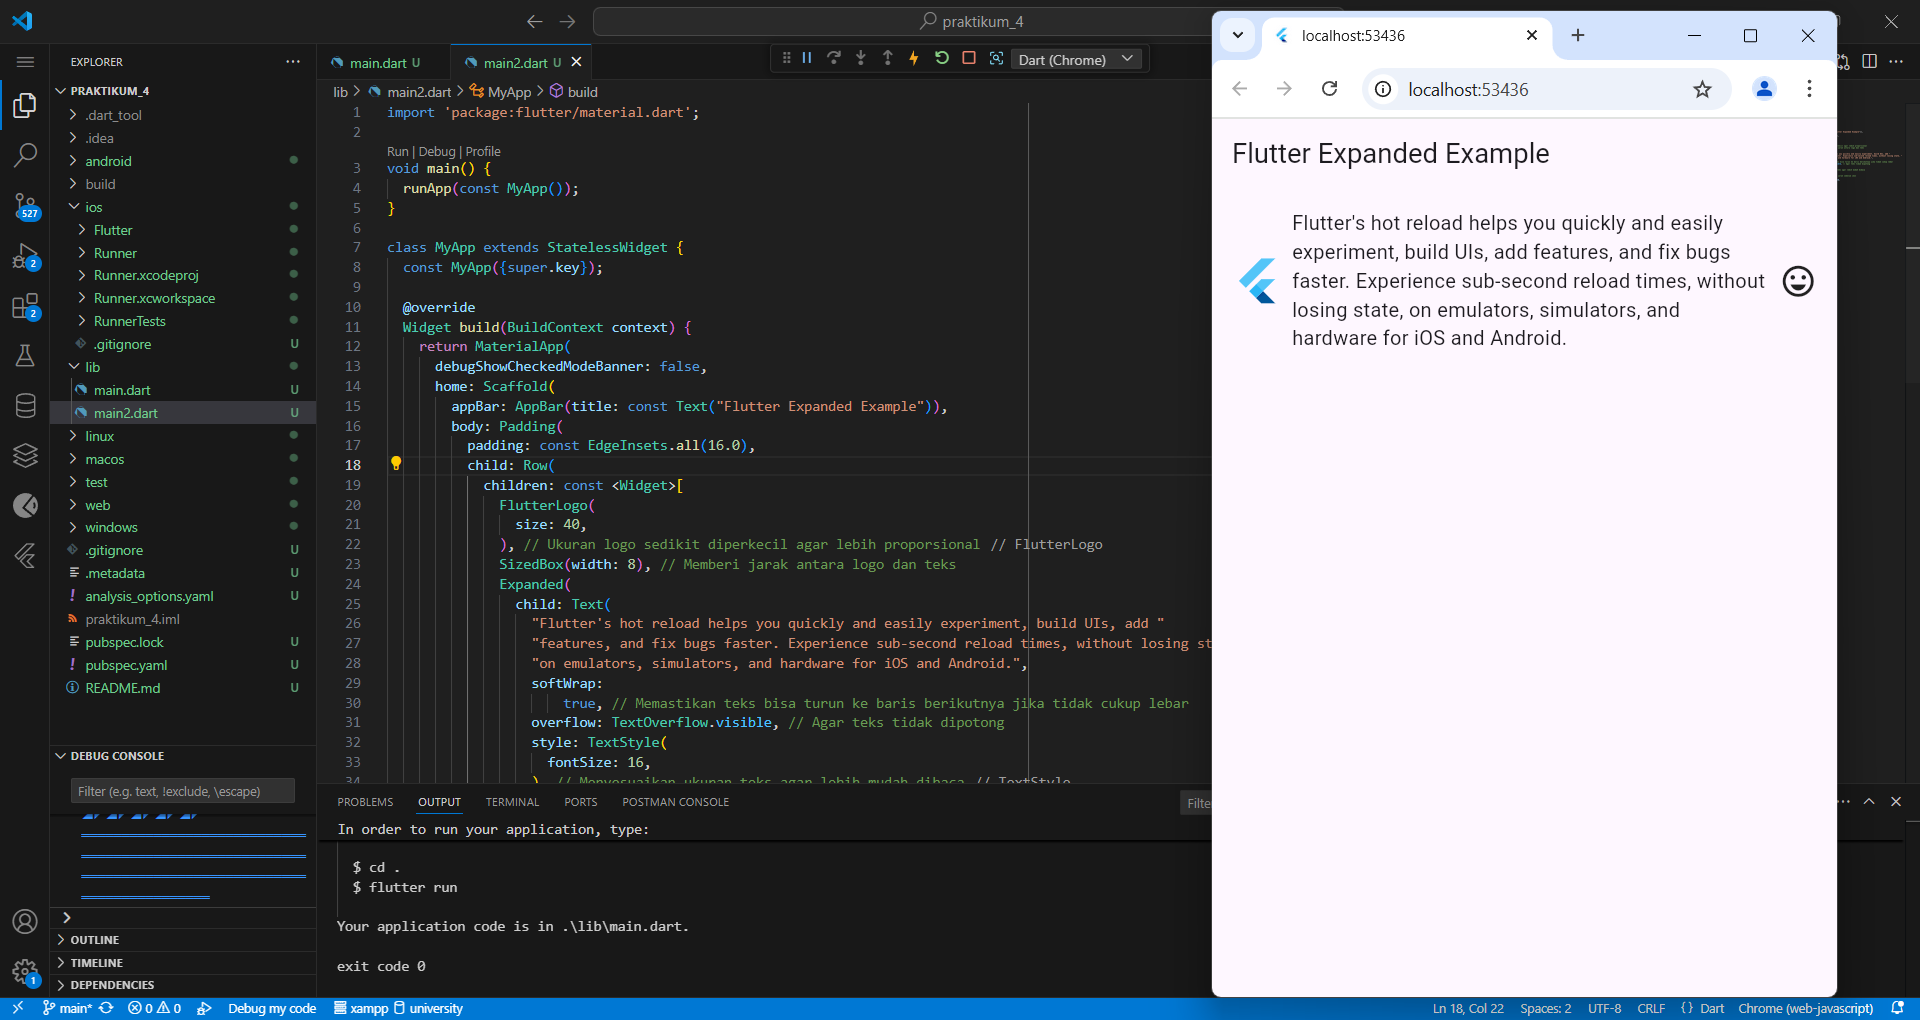 praktikum_4
EXPLORER
PRAKTIKUM_4
.dart_tool
.idea
android
build
ios
Flutter
Runner
Runner.xcodeproj
Runner.xcworkspace
RunnerTests
.gitignore U
lib
main.dart U
main2.dart U
linux
macos
test
web
windows
.gitignore U
.metadata U
analysis_options.yaml U
praktikum_4.iml
pubspec.lock U
pubspec.yaml U
README.md U
527
2
2
1
DEBUG CONSOLE
Filter (e.g. text, !exclude, \escape)
OUTLINE
TIMELINE
DEPENDENCIES
main.dart U
main2.dart U
Dart (Chrome)
lib > main2.dart > MyApp > build
1 import 'package:flutter/material.dart';
2
Run | Debug | Profile
3 void main() {
4 runApp(const MyApp());
5 }
6
7 class MyApp extends StatelessWidget {
8 const MyApp({super.key});
9
10 @override
11 Widget build(BuildContext context) {
12 return MaterialApp(
13 debugShowCheckedModeBanner: false,
14 home: Scaffold(
15 appBar: AppBar(title: const Text("Flutter Expanded Example")),
16 body: Padding(
17 padding: const EdgeInsets.all(16.0),
18 child: Row(
19 children: const <Widget>[
20 FlutterLogo(
21 size: 40,
22 ), // Ukuran logo sedikit diperkecil agar lebih proporsional // FlutterLogo
23 SizedBox(width: 8), // Memberi jarak antara logo dan teks
24 Expanded(
25 child: Text(
26 "Flutter's hot reload helps you quickly and easily experiment, build UIs, add "
27 "features, and fix bugs faster. Experience sub-second reload times, without losing st
28 "on emulators, simulators, and hardware for iOS and Android.",
29 softWrap:
30 true, // Memastikan teks bisa turun ke baris berikutnya jika tidak cukup lebar
31 overflow: TextOverflow.visible, // Agar teks tidak dipotong
32 style: TextStyle(
33 fontSize: 16,
34 ), // Menyesuaikan ukuran teks agar lebih mudah dibaca // TextStyle
PROBLEMS OUTPUT TERMINAL PORTS POSTMAN CONSOLE Filte
In order to run your application, type:
$ cd .
$ flutter run
Your application code is in .\lib\main.dart.
exit code 0
localhost:53436
localhost:53436
Flutter Expanded Example
Flutter's hot reload helps you quickly and easily
experiment, build UIs, add features, and fix bugs
faster. Experience sub-second reload times, without
losing state, on emulators, simulators, and
hardware for iOS and Android.
main* 0 0 Debug my code xampp university
Ln 18, Col 22 Spaces: 2 UTF-8 CRLF {} Dart Chrome (web-javascript)